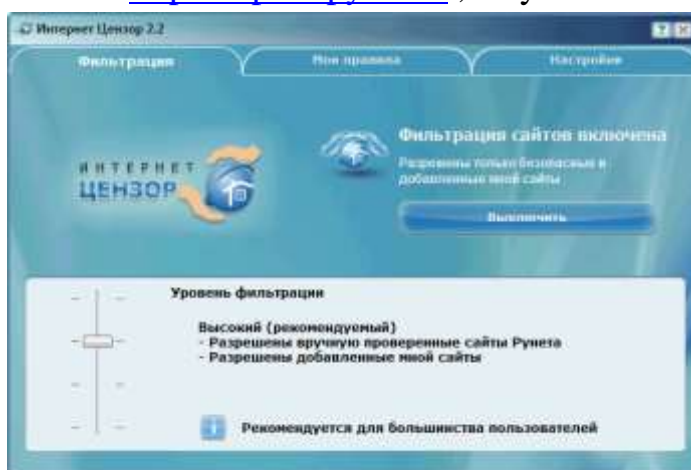 Интернет Цензор 2.2
Фильтрация
Мои правила
Настройки
ИНТЕРНЕТ
ЦЕНЗОР
Фильтрация сайтов включена
Разрешены только безопасные и
добавленные мной сайты
Выключить
Уровень фильтрации
Высокий (рекомендуемый)
- Разрешены вручную проверенные сайты Рунета
- Разрешены добавленные мной сайты
Рекомендуется для большинства пользователей